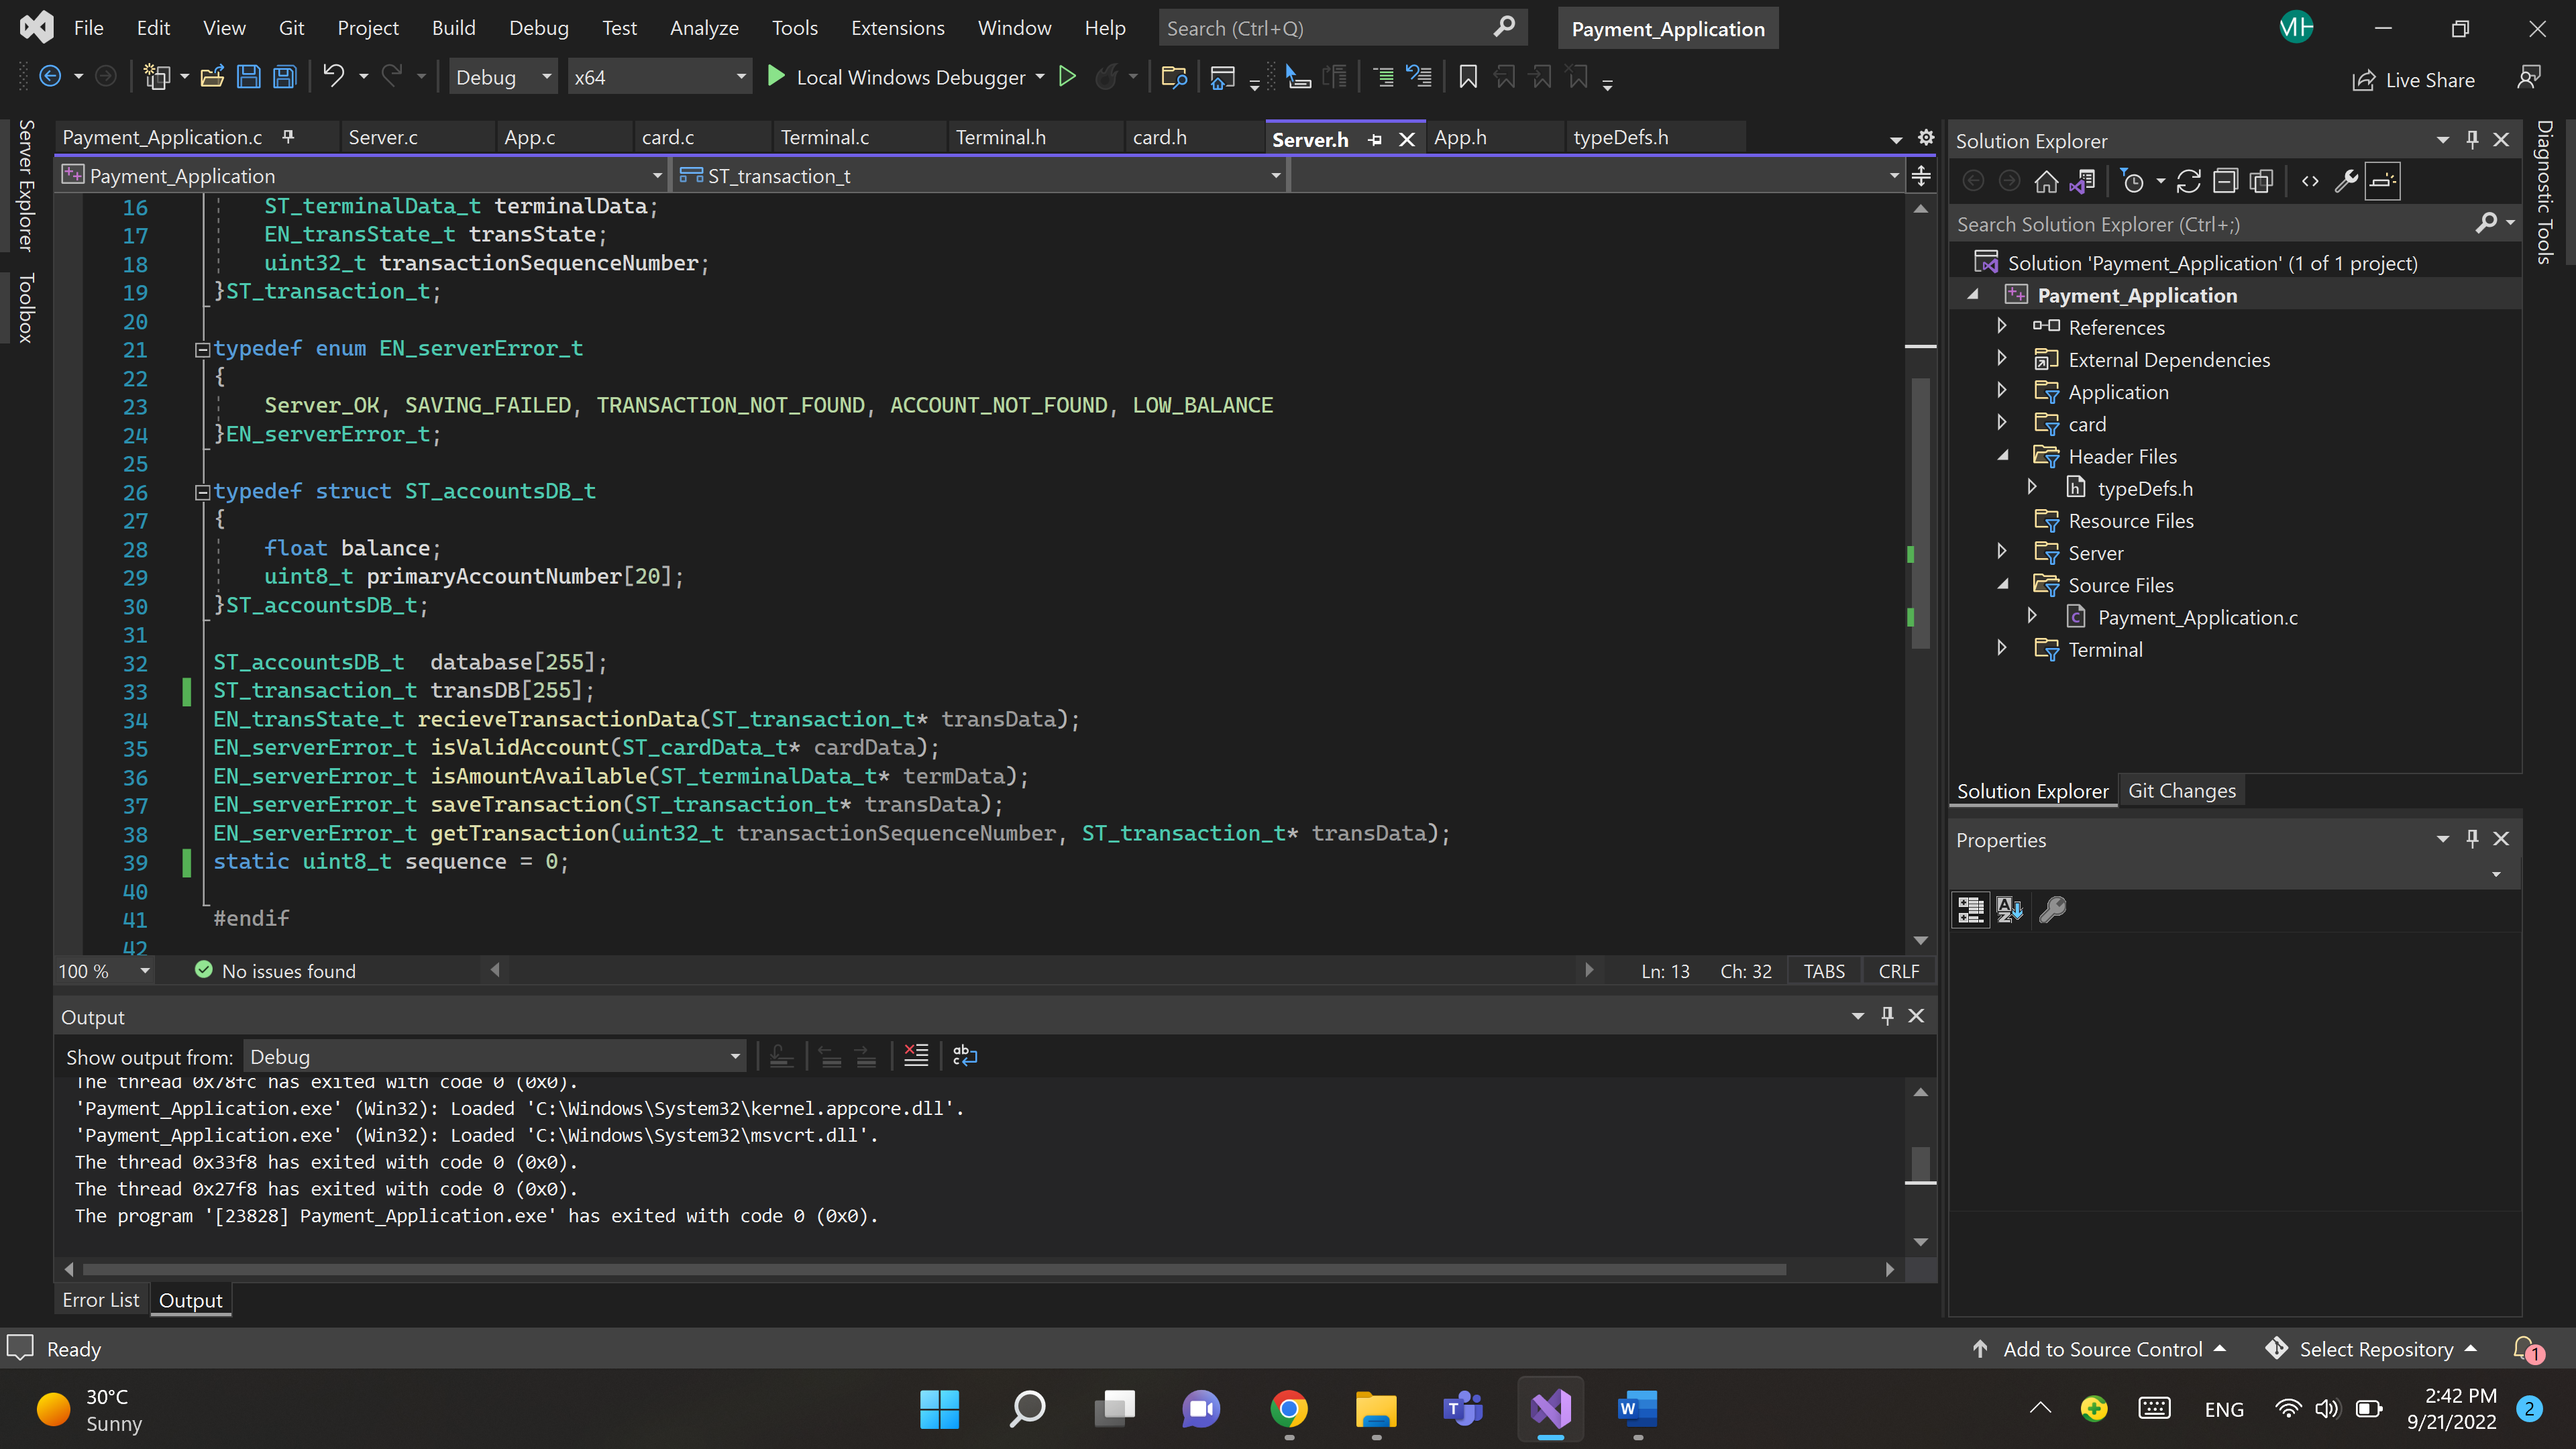 File Edit View Git Project Build Debug Test Analyze Tools Extensions Window Help Search (Ctrl+Q) Payment_Application MH
Debug x64 Local Windows Debugger Live Share
Server Explorer
Toolbox
Payment_Application.c Server.c App.c card.c Terminal.c Terminal.h card.h Server.h App.h typeDefs.h
Payment_Application ST_transaction_t
16 ST_terminalData_t terminalData;
17 EN_transState_t transState;
18 uint32_t transactionSequenceNumber;
19 }ST_transaction_t;
20
21 typedef enum EN_serverError_t
22 {
23 Server_OK, SAVING_FAILED, TRANSACTION_NOT_FOUND, ACCOUNT_NOT_FOUND, LOW_BALANCE
24 }EN_serverError_t;
25
26 typedef struct ST_accountsDB_t
27 {
28 float balance;
29 uint8_t primaryAccountNumber[20];
30 }ST_accountsDB_t;
31
32 ST_accountsDB_t  database[255];
33 ST_transaction_t transDB[255];
34 EN_transState_t recieveTransactionData(ST_transaction_t* transData);
35 EN_serverError_t isValidAccount(ST_cardData_t* cardData);
36 EN_serverError_t isAmountAvailable(ST_terminalData_t* termData);
37 EN_serverError_t saveTransaction(ST_transaction_t* transData);
38 EN_serverError_t getTransaction(uint32_t transactionSequenceNumber, ST_transaction_t* transData);
39 static uint8_t sequence = 0;
40
41 #endif
42
100 % No issues found Ln: 13 Ch: 32 TABS CRLF
Output
Show output from: Debug
The thread 0x78fc has exited with code 0 (0x0).
'Payment_Application.exe' (Win32): Loaded 'C:\Windows\System32\kernel.appcore.dll'.
'Payment_Application.exe' (Win32): Loaded 'C:\Windows\System32\msvcrt.dll'.
The thread 0x33f8 has exited with code 0 (0x0).
The thread 0x27f8 has exited with code 0 (0x0).
The program '[23828] Payment_Application.exe' has exited with code 0 (0x0).
Error List Output
Solution Explorer
Search Solution Explorer (Ctrl+;)
Solution 'Payment_Application' (1 of 1 project)
Payment_Application
References
External Dependencies
Application
card
Header Files
typeDefs.h
Resource Files
Server
Source Files
Payment_Application.c
Terminal
Solution Explorer Git Changes
Properties
Diagnostic Tools
Ready Add to Source Control Select Repository 1
30°C
Sunny
ENG
2:42 PM
9/21/2022
2